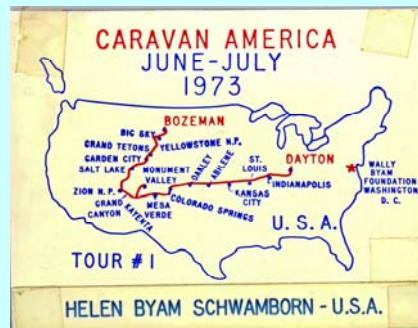 CARAVAN AMERICA
JUNE-JULY
1973
BOZEMAN
BIG SKY
YELLOWSTONE N.P.
GRAND TETONS
GARDEN CITY
SALT LAKE
MONUMENT
VALLEY
OAKLEY
ABILENE
ST.
LOUIS
DAYTON
WALLY
BYAM
FOUNDATION
WASHINGTON
D. C.
ZION N.P.
GRAND
CANYON
KAYENTA
MESA
VERDE
COLORADO SPRINGS
KANSAS
CITY
INDIANAPOLIS
U. S. A.
TOUR #1
HELEN BYAM SCHWAMBORN - U.S.A.